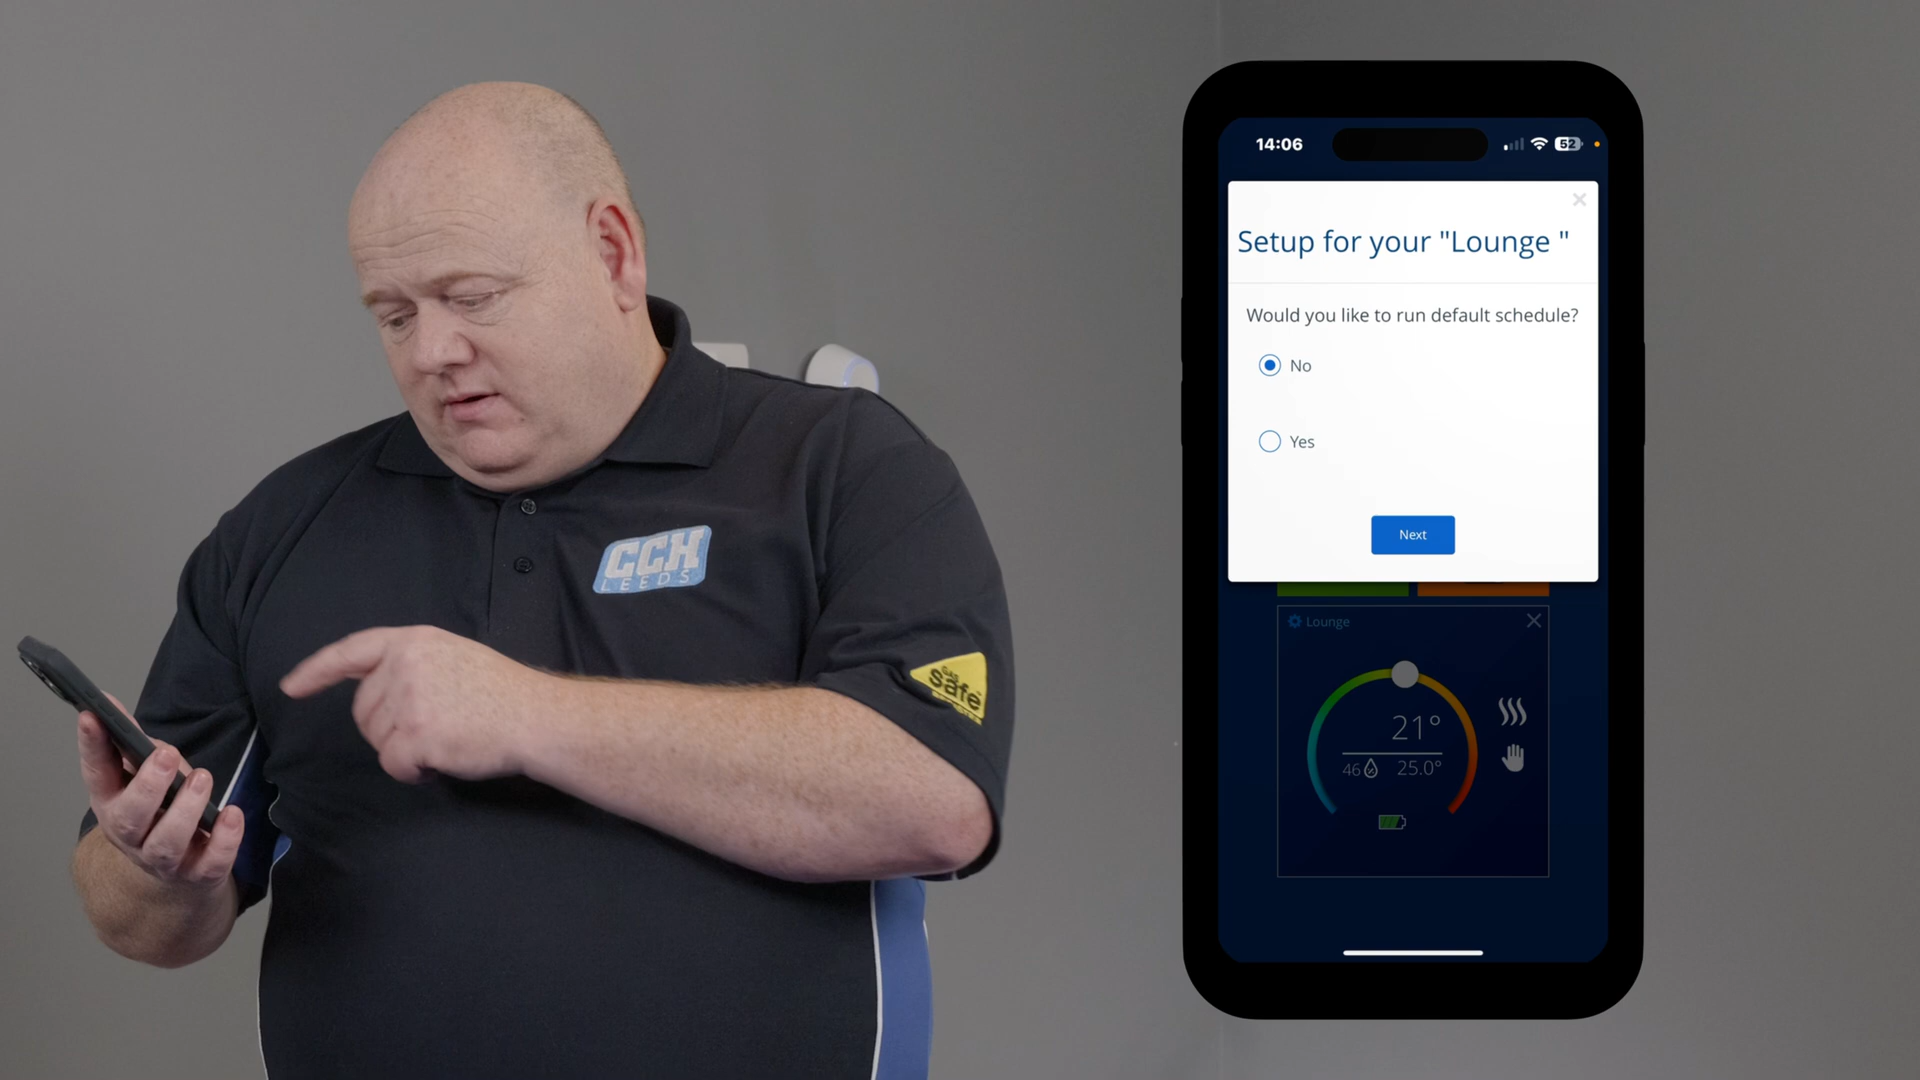 CCH
LEEDS
GAS
safe
14:06
52
Setup for your "Lounge "
Would you like to run default schedule?
No
Yes
Next
Lounge
21°
46 25.0°